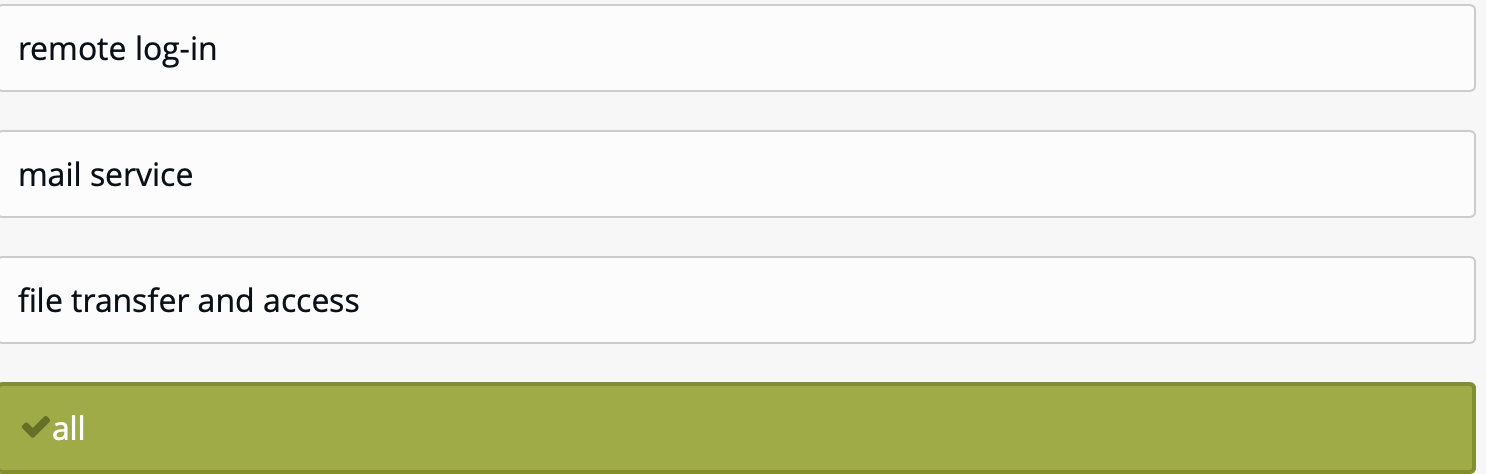 remote log-in
mail service
file transfer and access
all